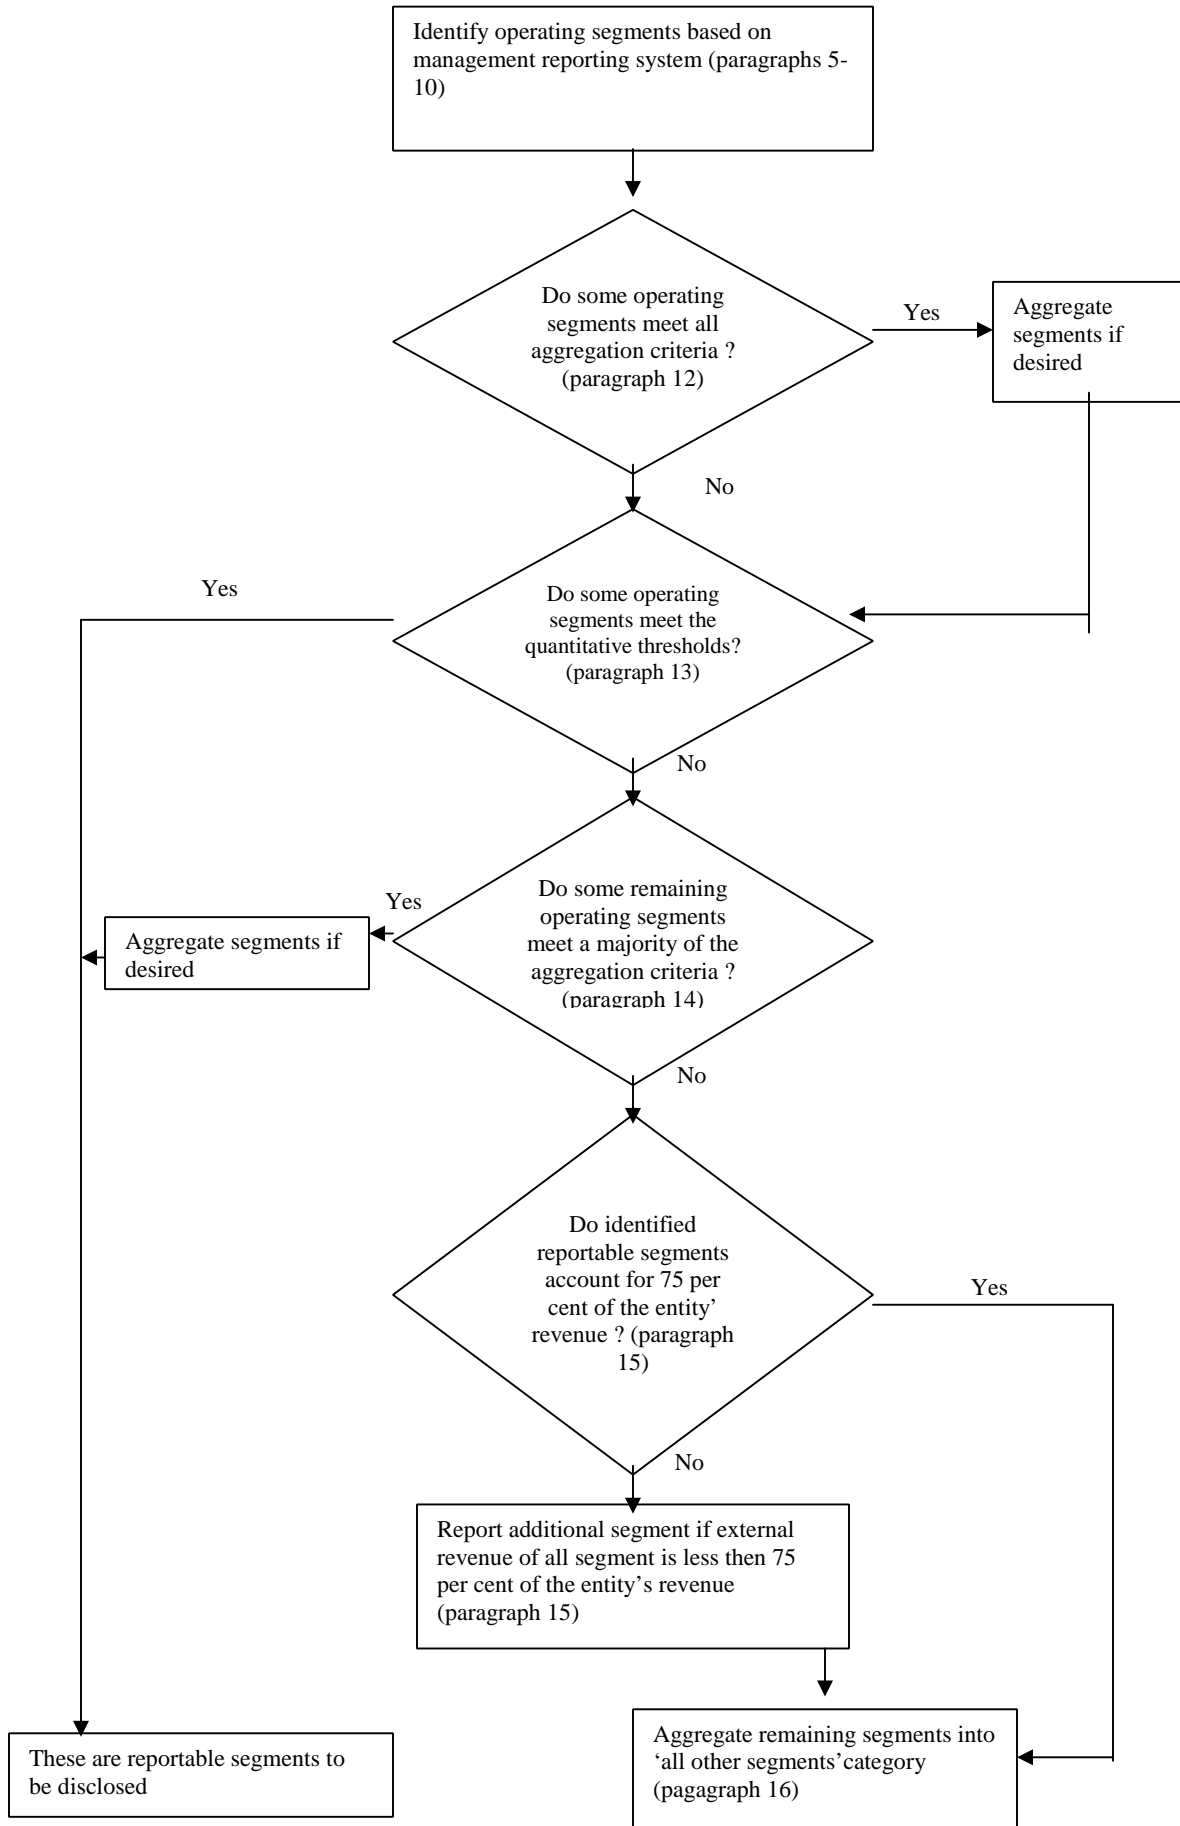 Identify operating segments based on
management reporting system (paragraphs 5-
10)
Do some operating
segments meet all
aggregation criteria ?
(paragraph 12)
Yes
Aggregate
segments if
desired
No
Yes
Do some operating
segments meet the
quantitative thresholds?
(paragraph 13)
No
Do some remaining
operating segments
meet a majority of the
aggregation criteria ?
(paragraph 14)
Yes
Aggregate segments if
desired
No
Do identified
reportable segments
account for 75 per
cent of the entity’
revenue ? (paragraph
15)
Yes
No
Report additional segment if external
revenue of all segment is less then 75
per cent of the entity’s revenue
(paragraph 15)
These are reportable segments to
be disclosed
Aggregate remaining segments into
‘all other segments’category
(pagagraph 16)